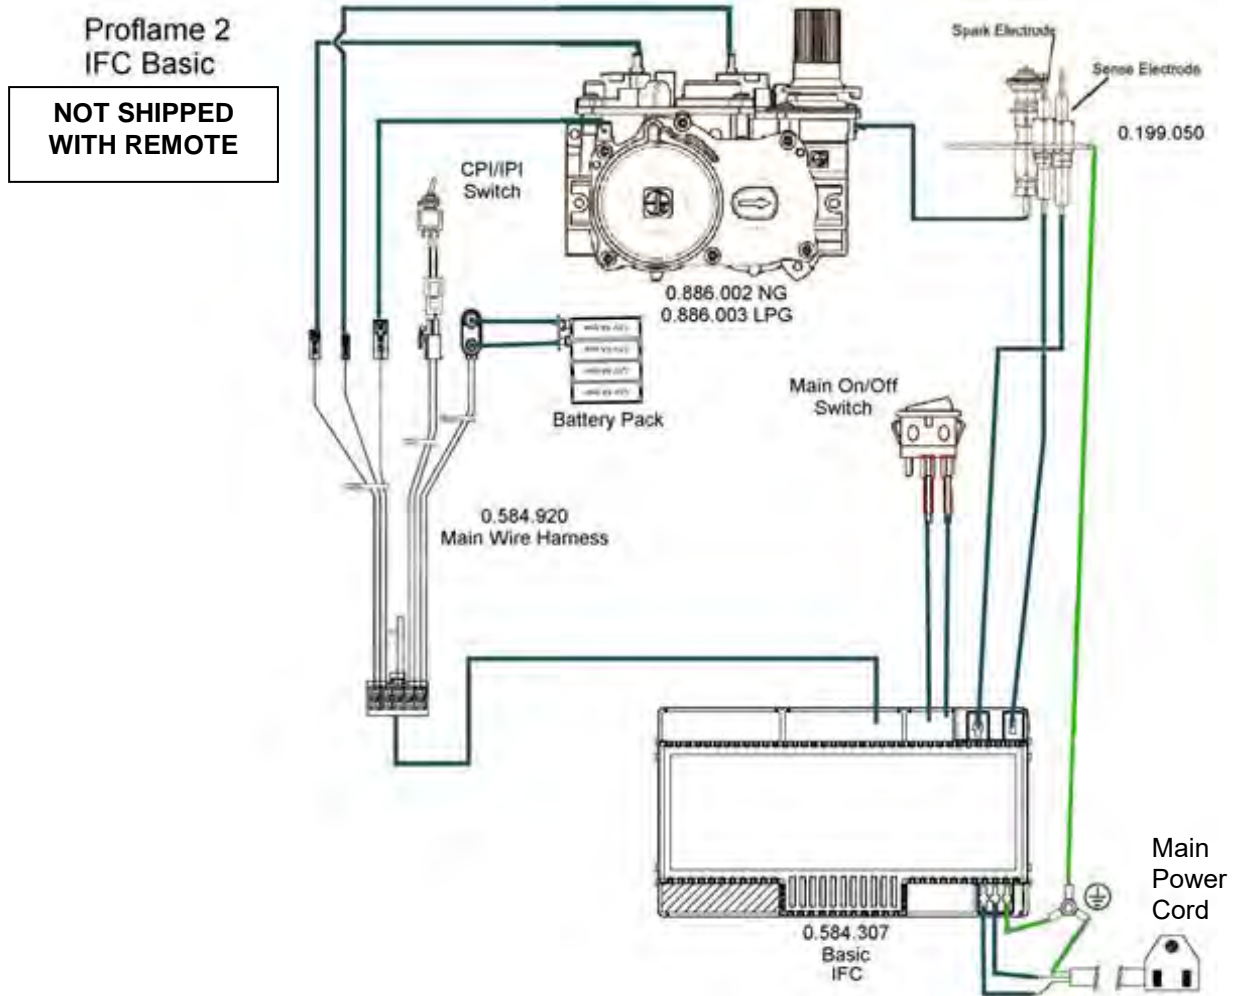 Proflame 2
IFC Basic
NOT SHIPPED
WITH REMOTE
Spark Electrode
Sense Electrode
0.199.050
CPI/IPI
Switch
0.886.002 NG
0.886.003 LPG
Battery Pack
Main On/Off
Switch
0.584.920
Main Wire Harness
0.584.307
Basic
IFC
Main
Power
Cord